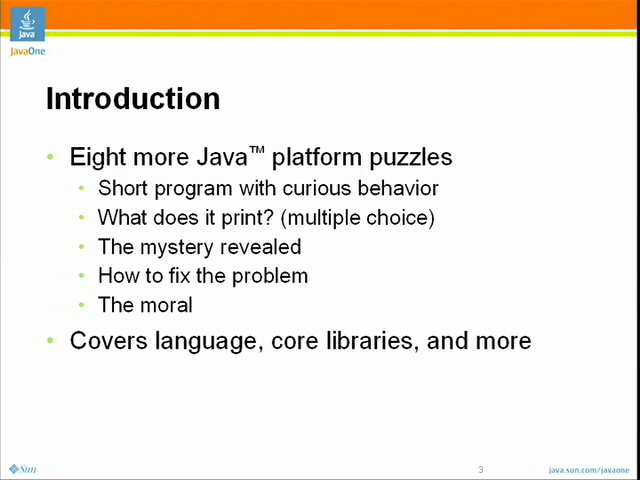 Java
JavaOne
Introduction
• Eight more Java™ platform puzzles
• Short program with curious behavior
• What does it print? (multiple choice)
• The mystery revealed
• How to fix the problem
• The moral
• Covers language, core libraries, and more
Sun
3
java.sun.com/javaone